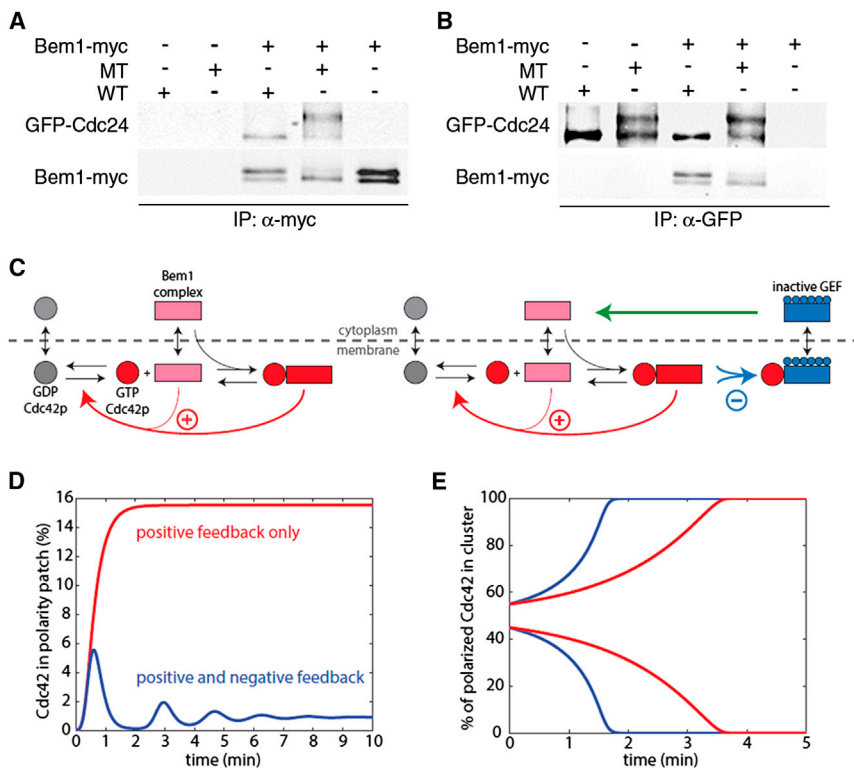 A
Bem1-myc - - + + +
MT - + - + -
WT + - + - -
GFP-Cdc24
Bem1-myc
IP: α-myc
B
Bem1-myc - - + + +
MT - + - + -
WT + - + - -
GFP-Cdc24
Bem1-myc
IP: α-GFP
C
Bem1
complex
cytoplasm
membrane
GDP
Cdc42p
+
GTP
Cdc42p
+
inactive GEF
+
+
−
D
Cdc42 in polarity patch (%)
16
14
12
10
8
6
4
2
0
positive feedback only
positive and negative feedback
0 1 2 3 4 5 6 7 8 9 10
time (min)
E
% of polarized Cdc42 in cluster
100
80
60
40
20
0
0 1 2 3 4 5
time (min)